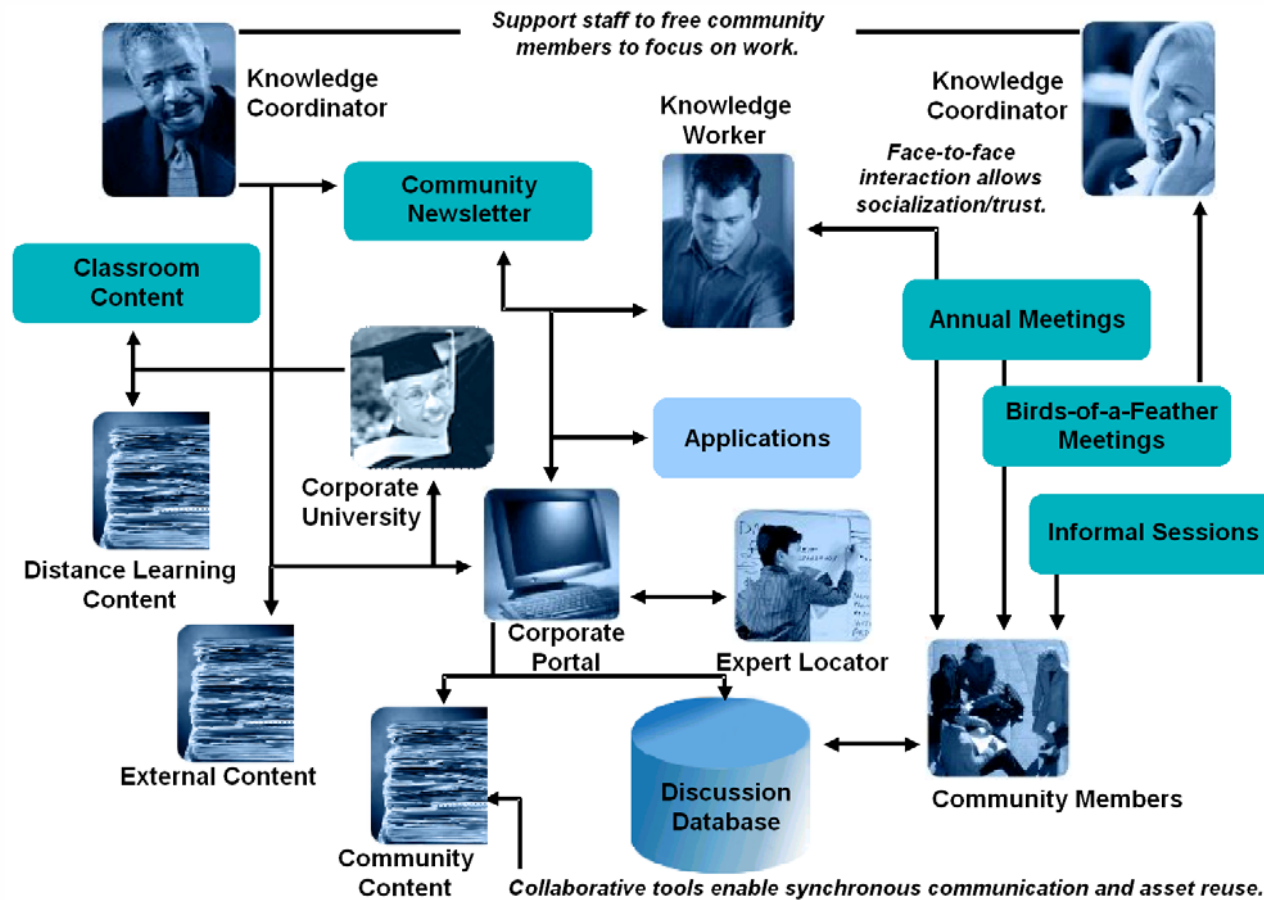 Support staff to free community
members to focus on work.
Knowledge
Coordinator
Knowledge
Worker
Knowledge
Coordinator
Face-to-face
interaction allows
socialization/trust.
Community
Newsletter
Classroom
Content
Annual Meetings
Birds-of-a-Feather
Meetings
Applications
Corporate
University
Informal Sessions
Distance Learning
Content
Corporate
Portal
Expert Locator
External Content
Discussion
Database
Community Members
Community
Content
Collaborative tools enable synchronous communication and asset reuse.